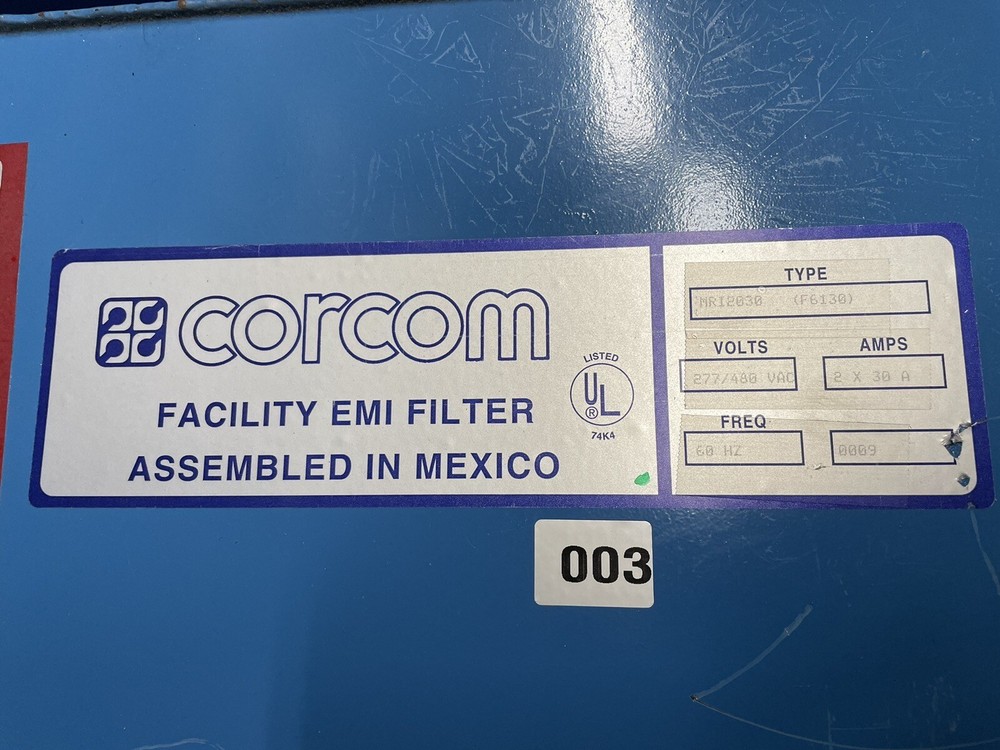 corcom
FACILITY EMI FILTER
ASSEMBLED IN MEXICO
LISTED
UL
®
74K4
TYPE
MRI2030 (F6130)
VOLTS AMPS
277/480 VAC 2 X 30 A
FREQ
60 HZ 0009
003